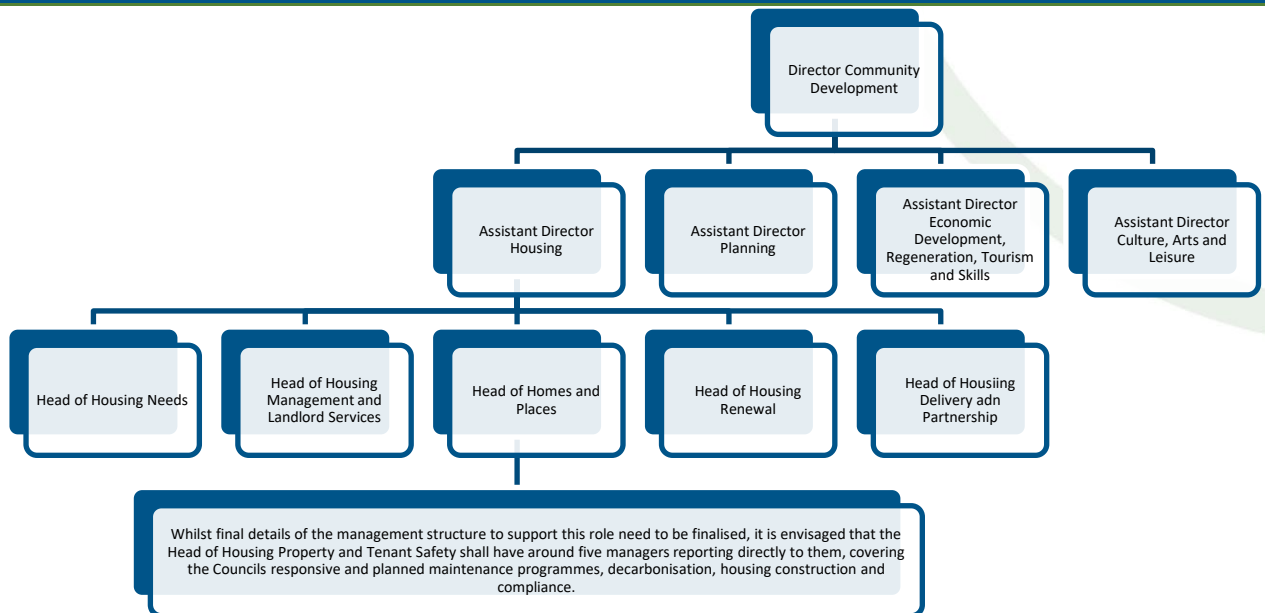 Director Community
Development
Assistant Director
Housing
Assistant Director
Planning
Assistant Director
Economic
Development,
Regeneration, Tourism
and Skills
Assistant Director
Culture, Arts and
Leisure
Head of Housing Needs
Head of Housing
Management and
Landlord Services
Head of Homes and
Places
Head of Housing
Renewal
Head of Housiing
Delivery adn
Partnership
Whilst final details of the management structure to support this role need to be finalised, it is envisaged that the
Head of Housing Property and Tenant Safety shall have around five managers reporting directly to them, covering
the Councils responsive and planned maintenance programmes, decarbonisation, housing construction and
compliance.